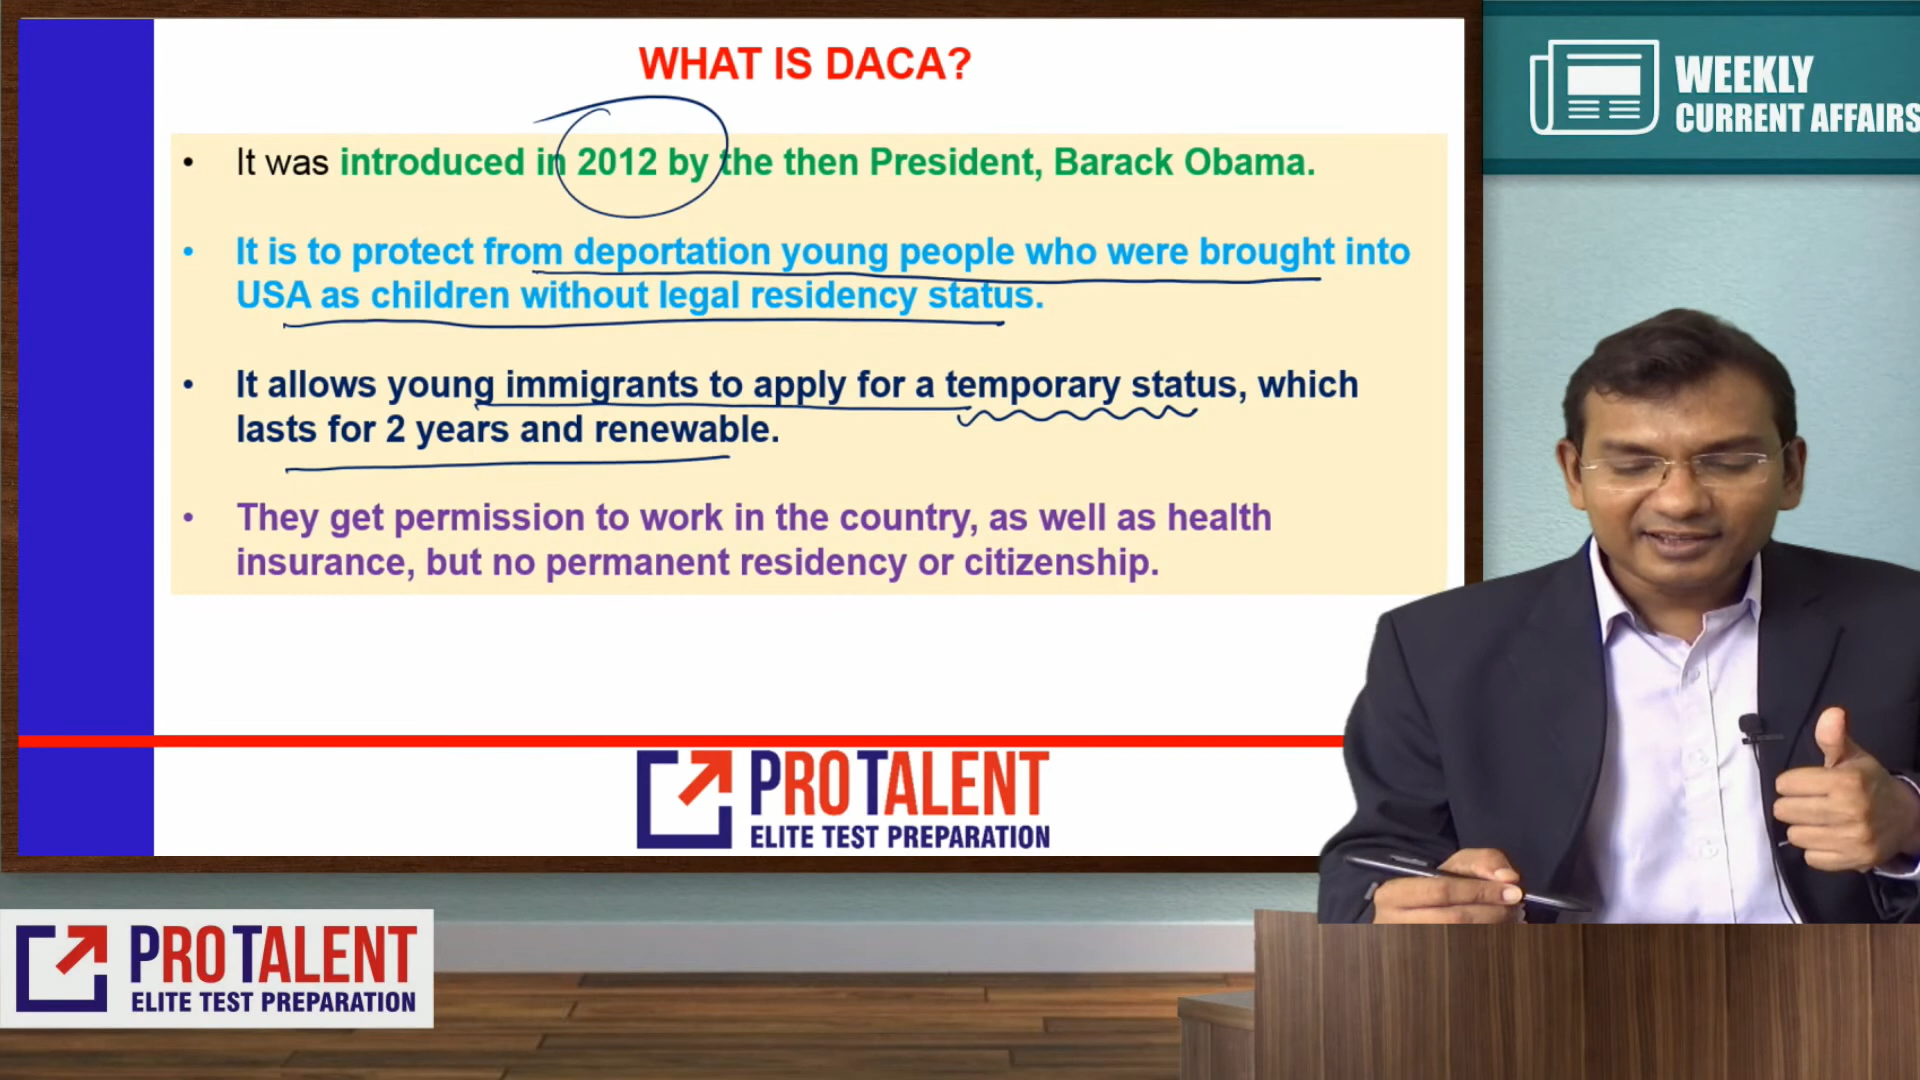 WHAT IS DACA?
• It was introduced in 2012 by the then President, Barack Obama.
• It is to protect from deportation young people who were brought into
USA as children without legal residency status.
• It allows young immigrants to apply for a temporary status, which
lasts for 2 years and renewable.
• They get permission to work in the country, as well as health
insurance, but no permanent residency or citizenship.
PROTALENT
ELITE TEST PREPARATION
WEEKLY
CURRENT AFFAIRS
PROTALENT
ELITE TEST PREPARATION